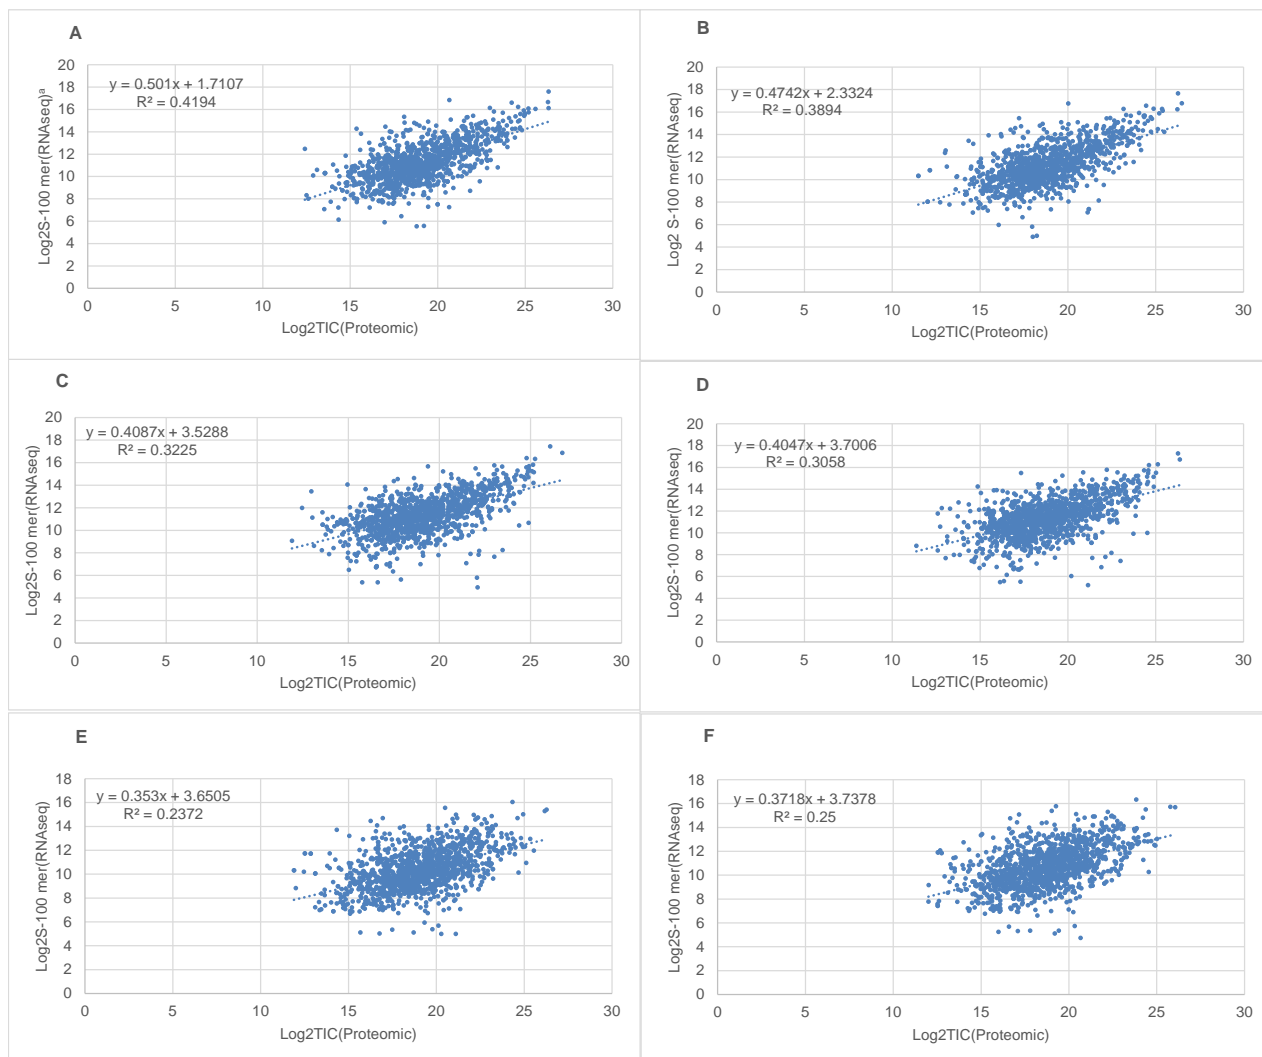 A
y = 0.501x + 1.7107
R² = 0.4194
Log2S-100 mer(RNAseq)ª
20
18
16
14
12
10
8
6
4
2
0
0 5 10 15 20 25 30
Log2TIC(Proteomic)
B
y = 0.4742x + 2.3324
R² = 0.3894
Log2 S-100 mer(RNAseq)
20
18
16
14
12
10
8
6
4
2
0
0 5 10 15 20 25 30
Log2TIC(Proteomic)
C
y = 0.4087x + 3.5288
R² = 0.3225
Log2S-100 mer(RNAseq)
20
18
16
14
12
10
8
6
4
2
0
0 5 10 15 20 25 30
Log2TIC(Proteomic)
D
y = 0.4047x + 3.7006
R² = 0.3058
Log2S-100 mer(RNAseq)
20
18
16
14
12
10
8
6
4
2
0
0 5 10 15 20 25 30
Log2TIC(Proteomic)
E
y = 0.353x + 3.6505
R² = 0.2372
Log2S-100 mer(RNAseq)
18
16
14
12
10
8
6
4
2
0
0 5 10 15 20 25 30
Log2TIC(Proteomic)
F
y = 0.3718x + 3.7378
R² = 0.25
Log2S-100 mer(RNAseq)
18
16
14
12
10
8
6
4
2
0
0 5 10 15 20 25 30
Log2TIC(Proteomic)